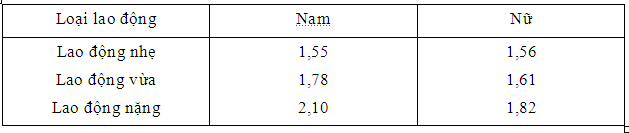 Loại lao động Nam Nữ
Lao động nhẹ 1,55 1,56
Lao động vừa 1,78 1,61
Lao động nặng 2,10 1,82